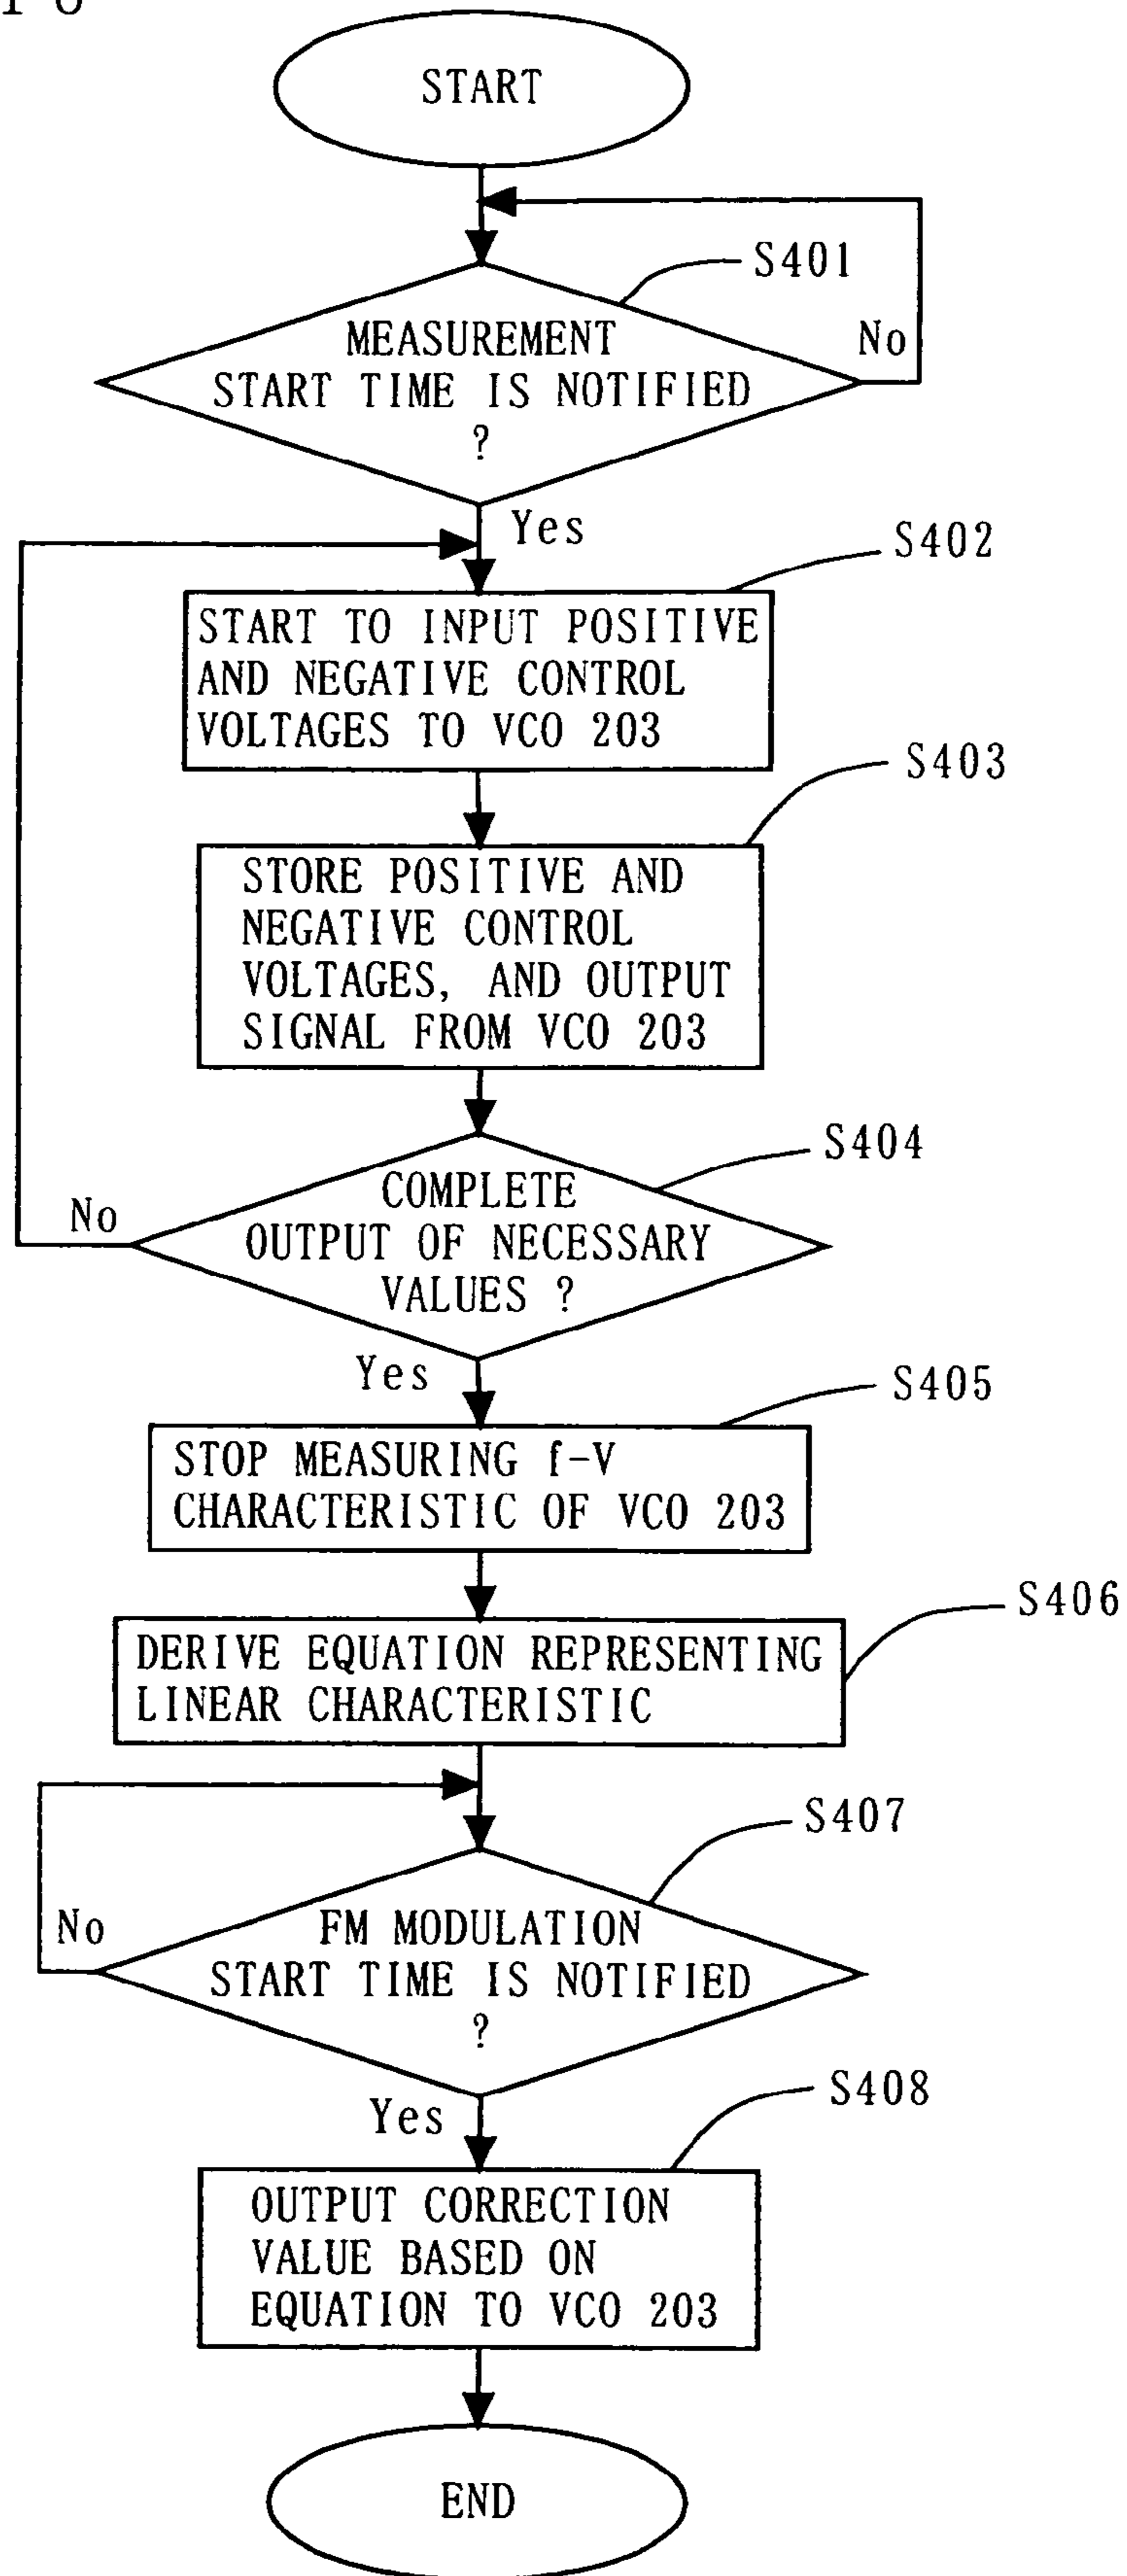 START
S401
MEASUREMENT
START TIME IS NOTIFIED
?
No
Yes
S402
START TO INPUT POSITIVE
AND NEGATIVE CONTROL
VOLTAGES TO VCO 203
S403
STORE POSITIVE AND
NEGATIVE CONTROL
VOLTAGES, AND OUTPUT
SIGNAL FROM VCO 203
S404
COMPLETE
OUTPUT OF NECESSARY
VALUES ?
No
Yes
S405
STOP MEASURING f-V
CHARACTERISTIC OF VCO 203
S406
DERIVE EQUATION REPRESENTING
LINEAR CHARACTERISTIC
S407
FM MODULATION
START TIME IS NOTIFIED
?
No
Yes
S408
OUTPUT CORRECTION
VALUE BASED ON
EQUATION TO VCO 203
END